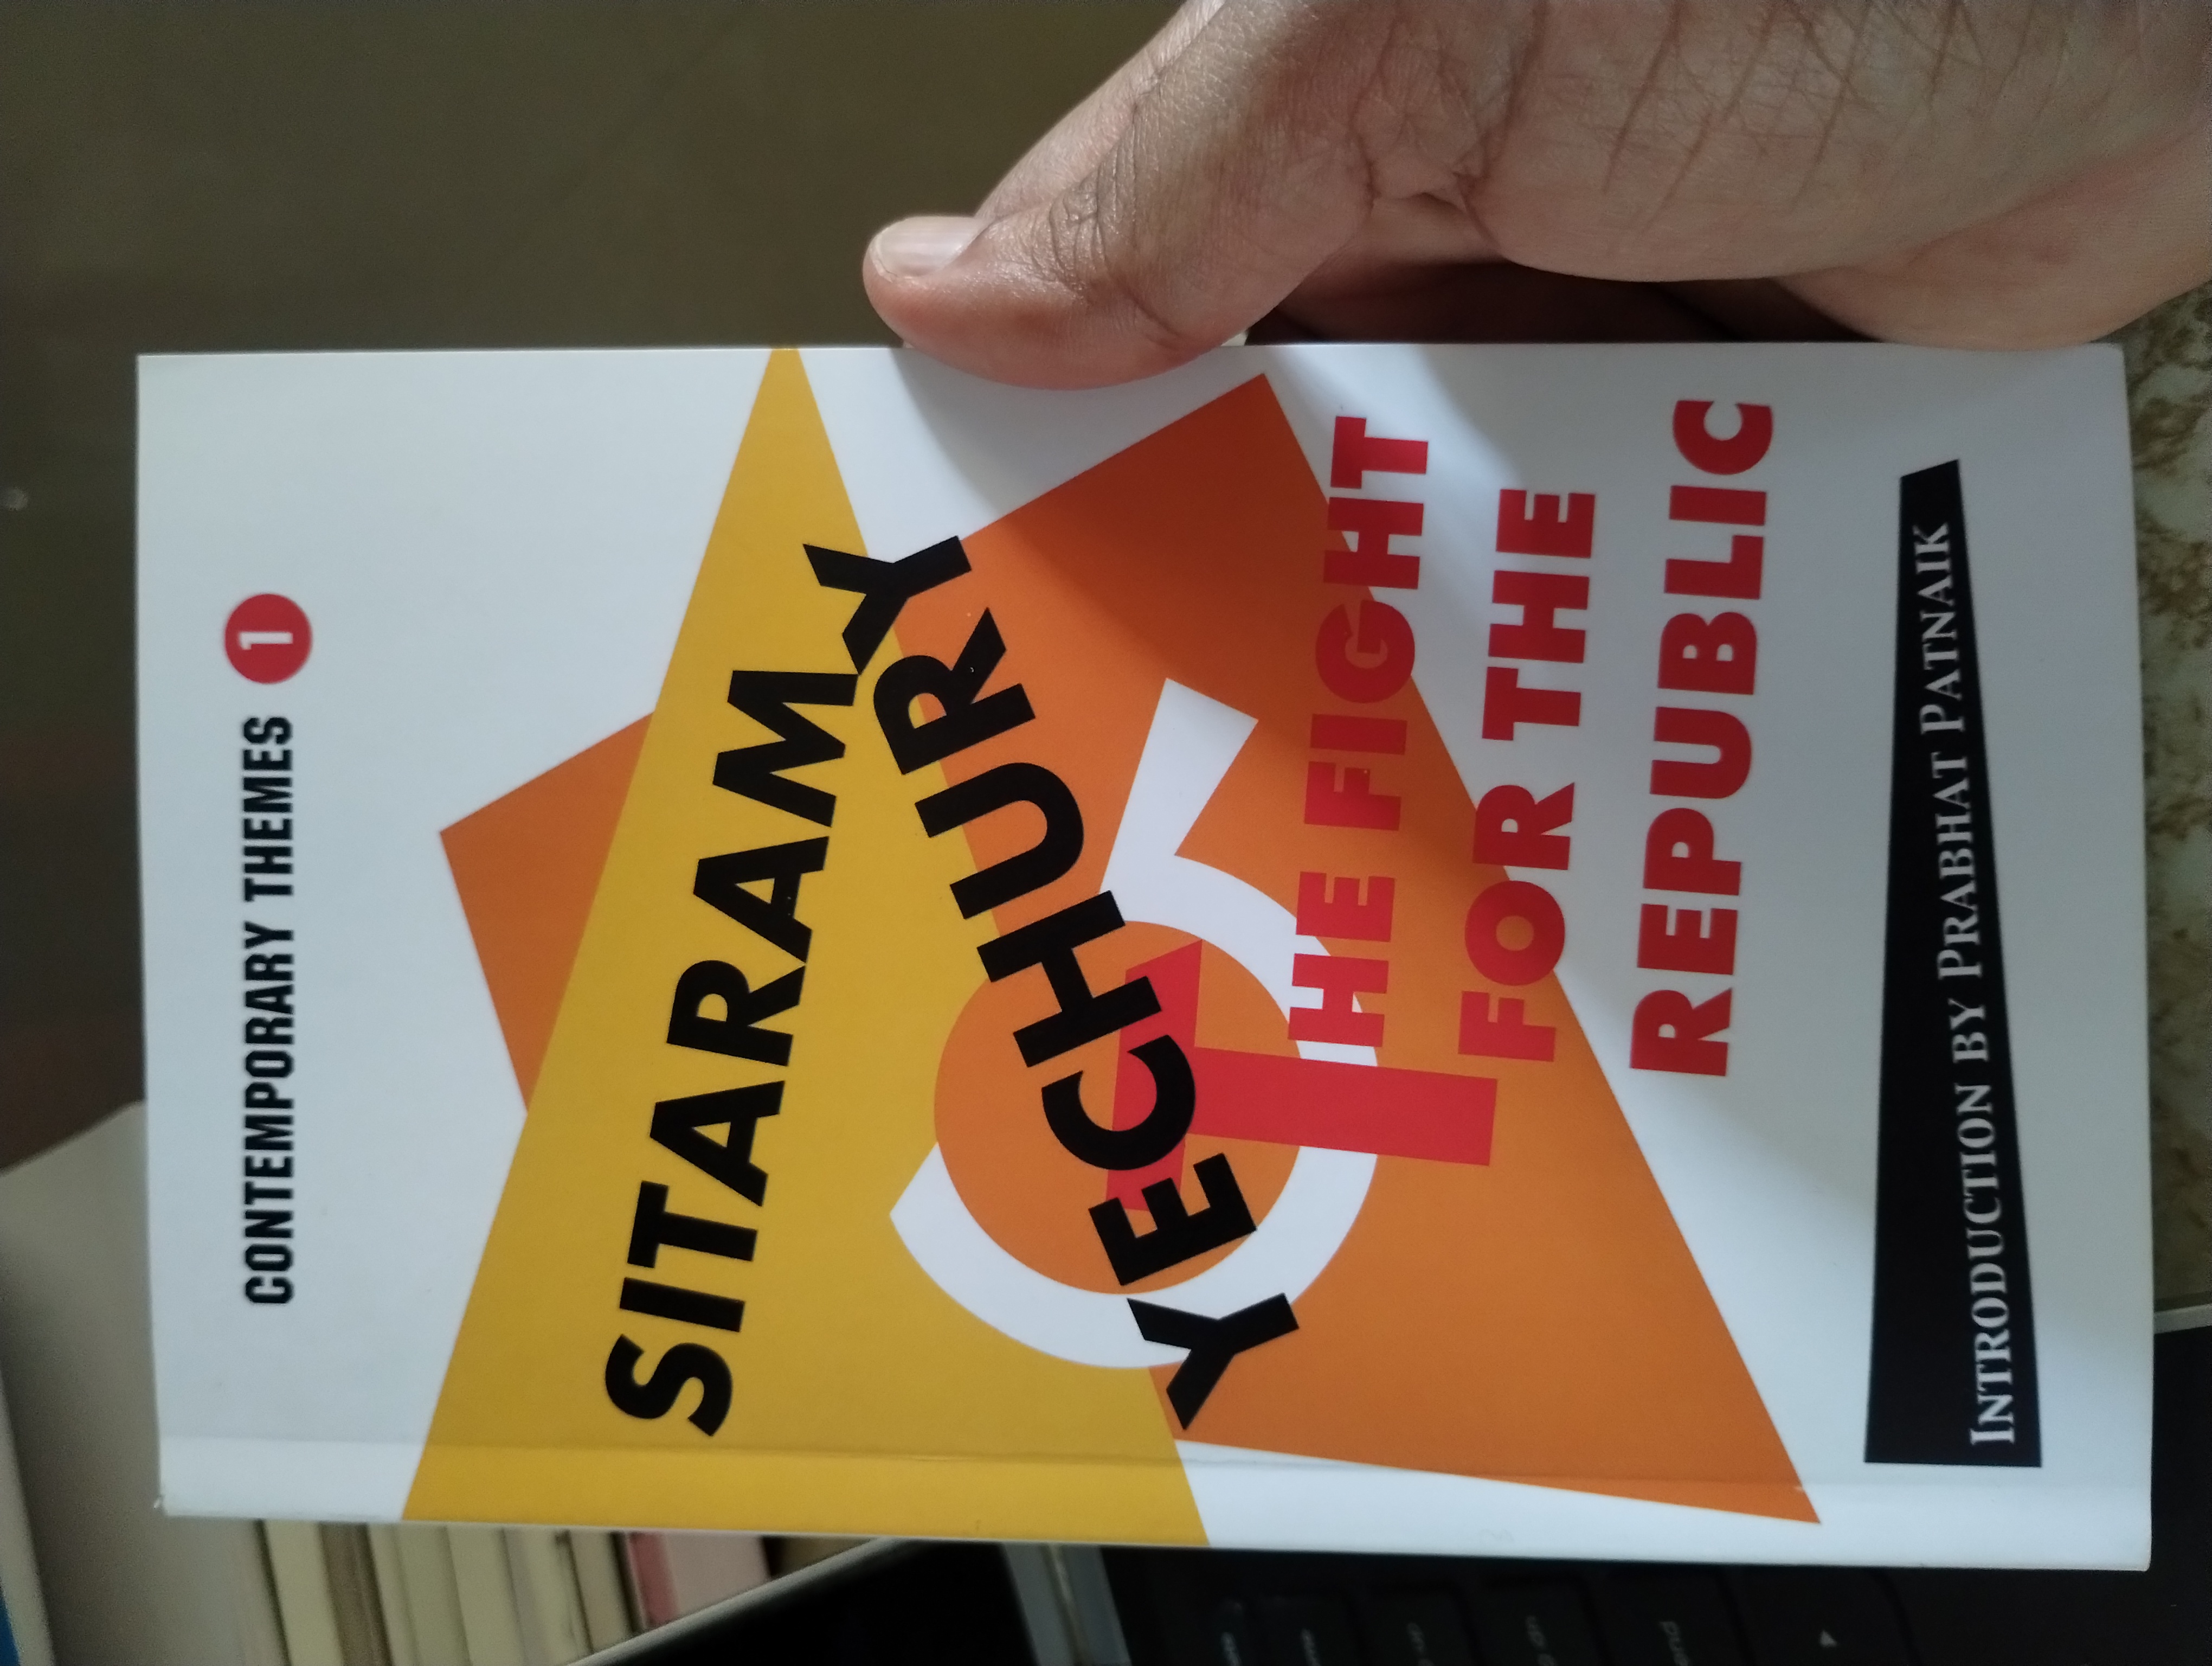 CONTEMPORARY THEMES 1
SITARAM
YECHURY
THE FIGHT
FOR THE
REPUBLIC
INTRODUCTION BY PRABHAT PATNAIK